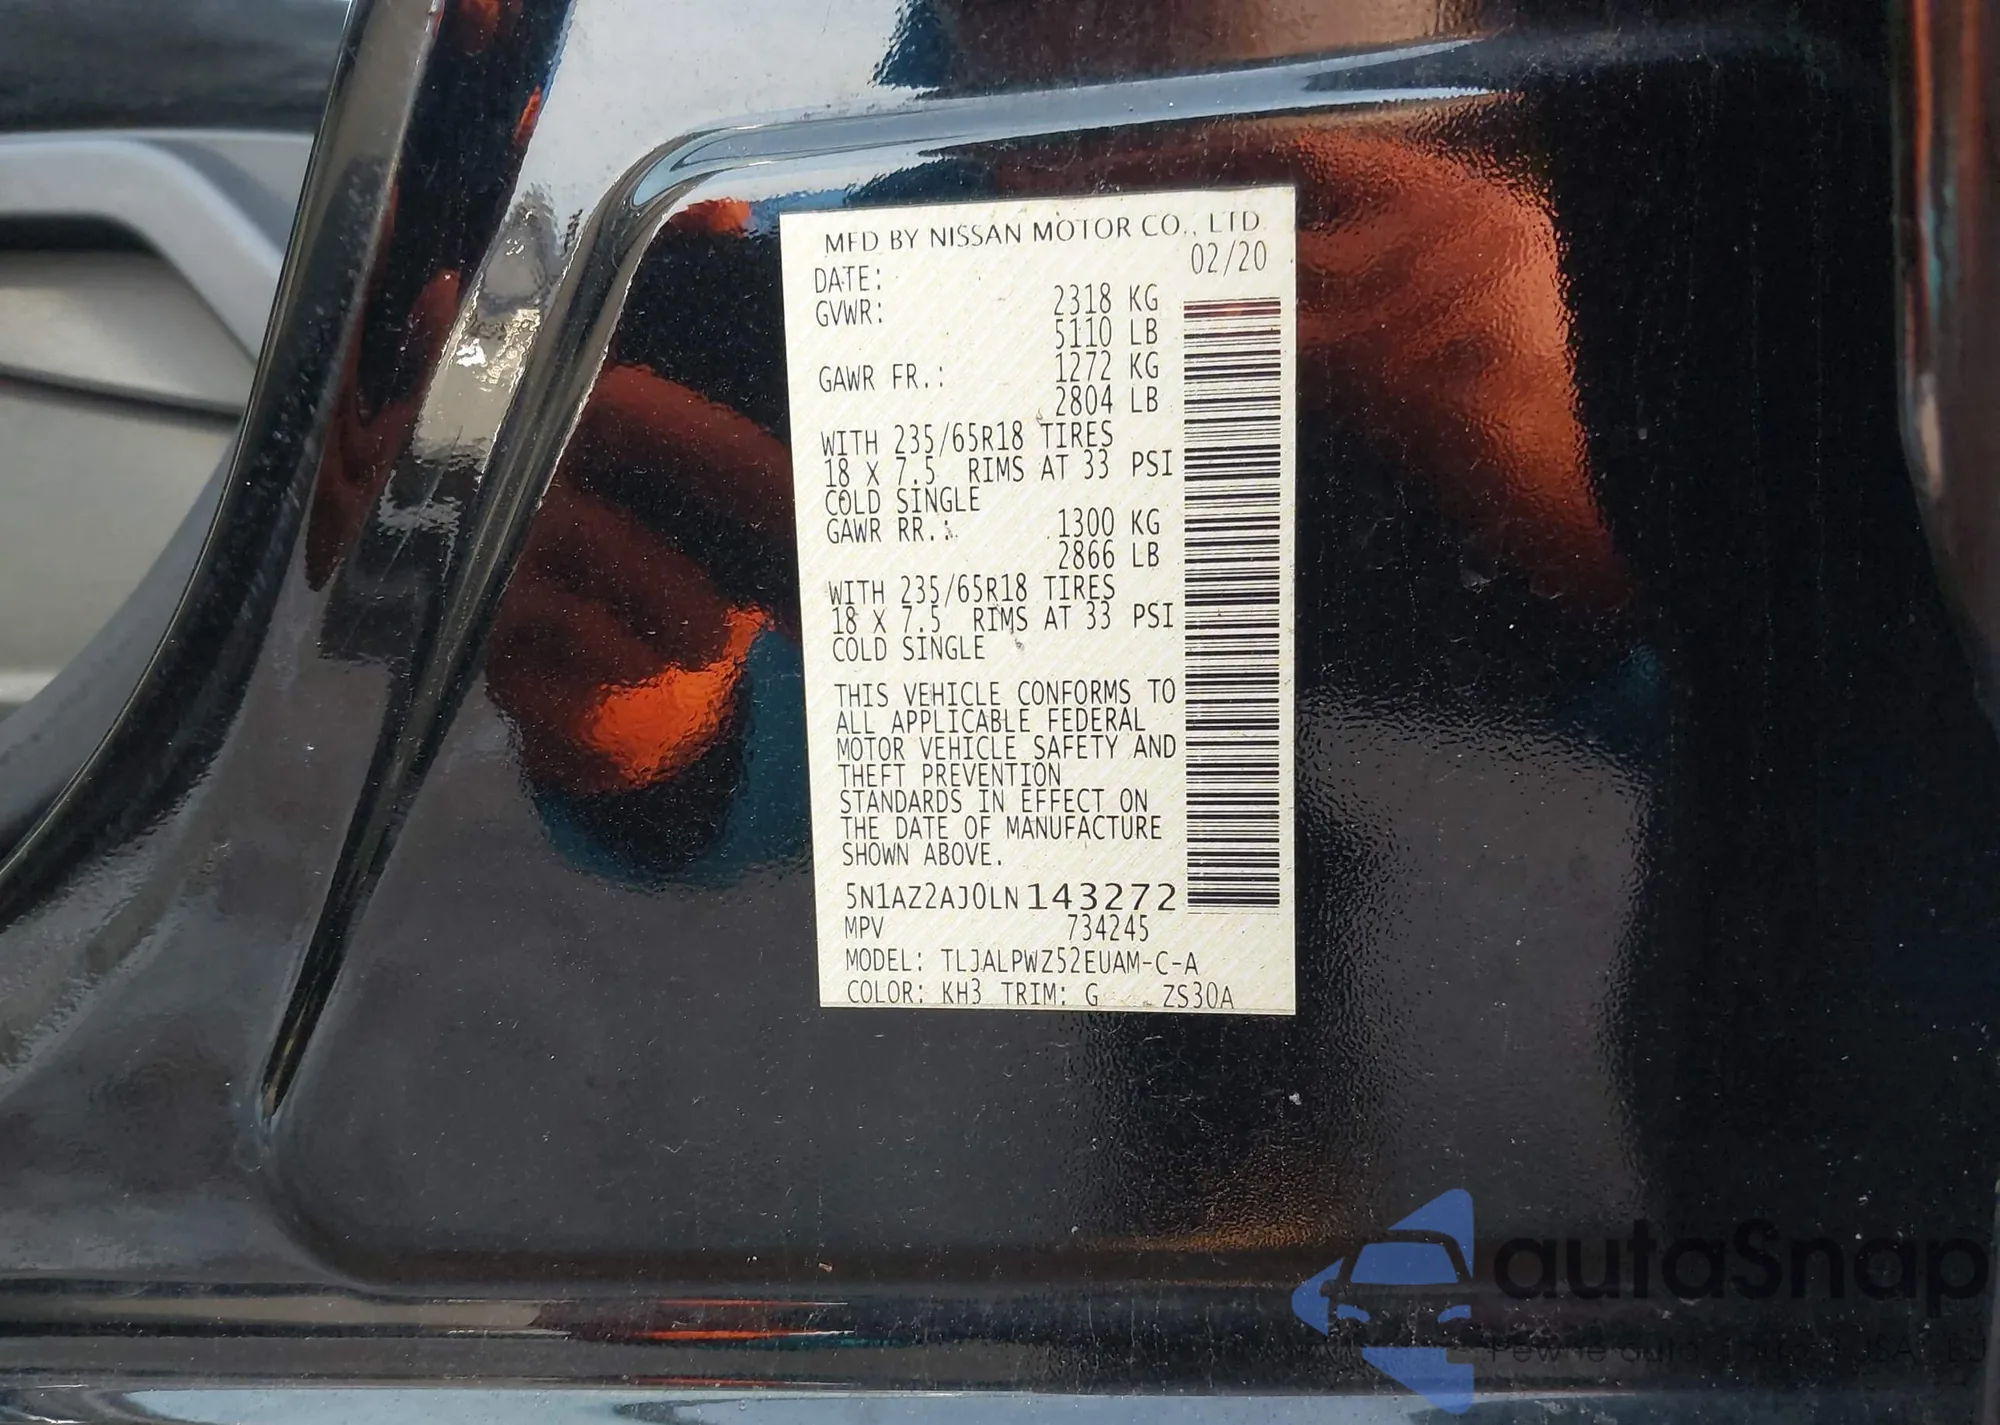 MFD BY NISSAN MOTOR CO., LTD.
DATE: 02/20
GVWR: 2318 KG
5110 LB
GAWR FR.: 1272 KG
2804 LB
WITH 235/65R18 TIRES
18 X 7.5 RIMS AT 33 PSI
COLD SINGLE
GAWR RR.: 1300 KG
2866 LB
WITH 235/65R18 TIRES
18 X 7.5 RIMS AT 33 PSI
COLD SINGLE
THIS VEHICLE CONFORMS TO
ALL APPLICABLE FEDERAL
MOTOR VEHICLE SAFETY AND
THEFT PREVENTION
STANDARDS IN EFFECT ON
THE DATE OF MANUFACTURE
SHOWN ABOVE.
5N1AZ2AJ0LN143272
MPV 734245
MODEL: TLJALPWZ52EUAM-C-A
COLOR: KH3 TRIM: G ZS30A
autaSnap
Pewne auta z